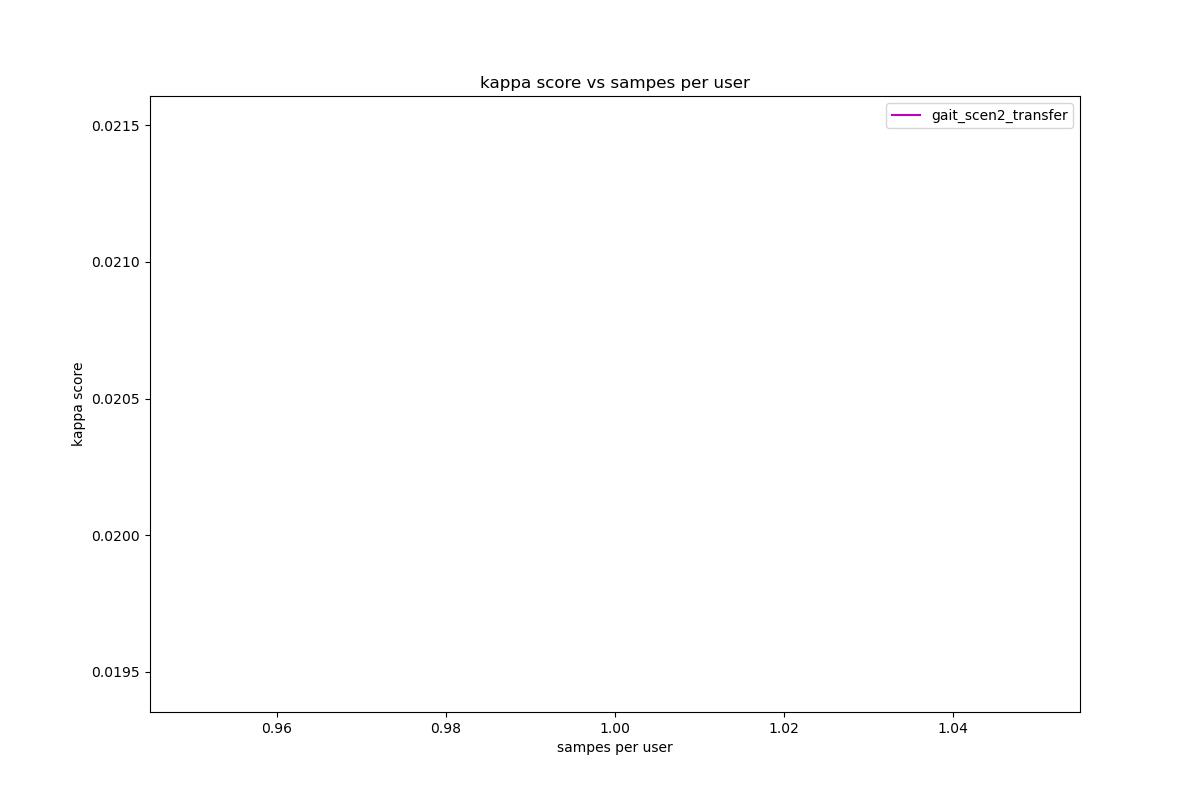 kappa score vs sampes per user
gait_scen2_transfer
0.0215
0.0210
0.0205
0.0200
0.0195
kappa score
0.96 0.98 1.00 1.02 1.04
sampes per user